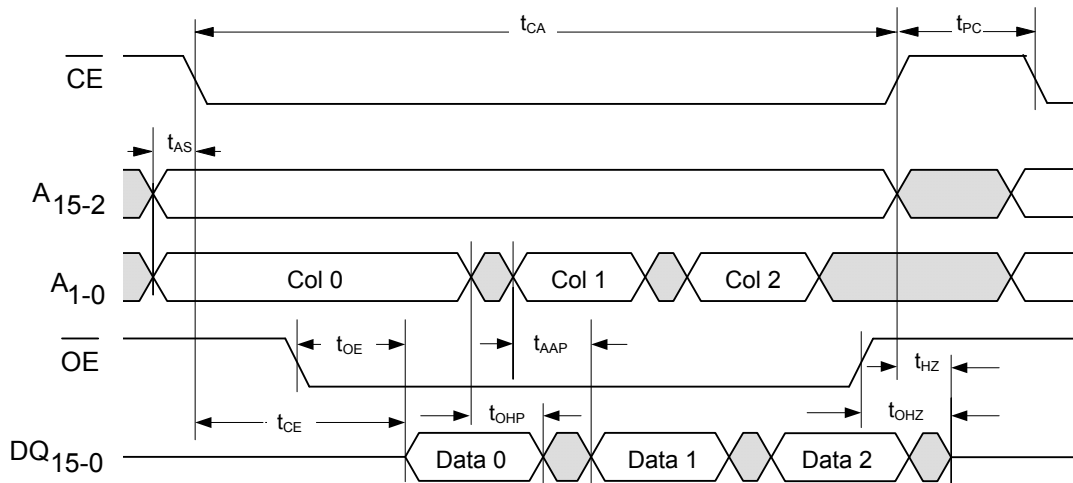 tCA tPC
CE
tAS
A15-2
A1-0 Col 0 Col 1 Col 2
OE tOE tAAP tHZ
tCE tOHP tOHZ
DQ15-0 Data 0 Data 1 Data 2